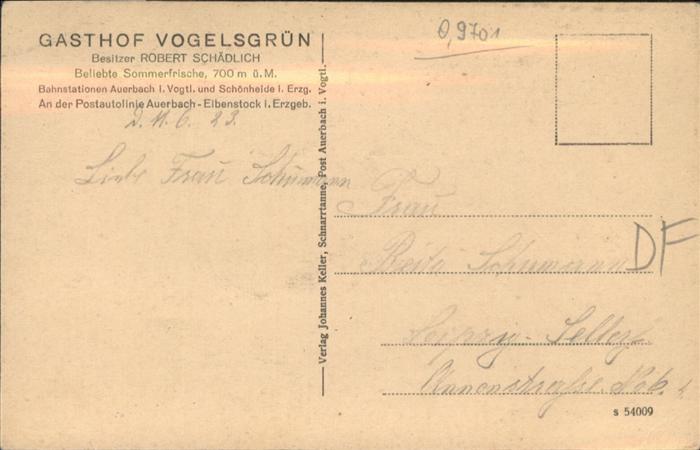 GASTHOF VOGELSGRÜN
Besitzer ROBERT SCHÄDLICH
Beliebte Sommerfrische, 700 m ü. M.
Bahnstationen Auerbach i. Vogtl. und Schönheide i. Erzg.
An der Postautolinie Auerbach - Eibenstock i. Erzgeb.
Liebe Frau Schumann
Verlag Johannes Keller, Schnarrtanne, Post Auerbach i. Vogtl.
0,9701
Frau
Schumann
DF
Leipzig-
s 54009